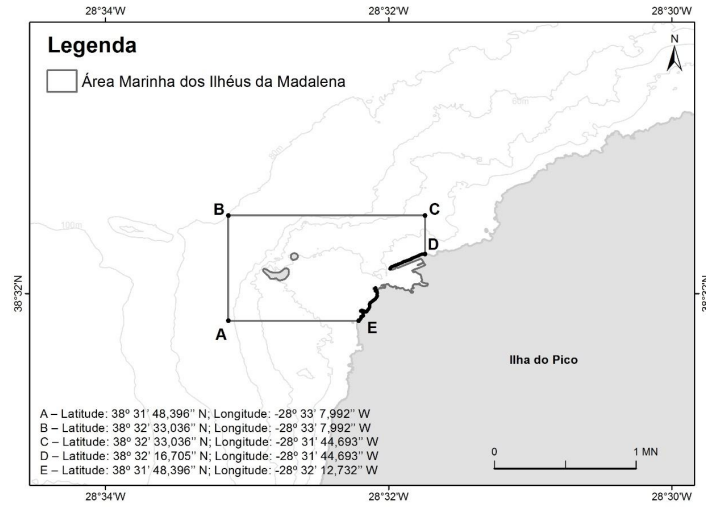 28°34'W 28°32'W 28°30'W
Legenda
Área Marinha dos Ilhéus da Madalena
N
50m
100m
B C
D
38°32'N
A E
Ilha do Pico
A – Latitude: 38º 31' 48,396'' N; Longitude: -28º 33' 7,992'' W
B – Latitude: 38º 32' 33,036'' N; Longitude: -28º 33' 7,992'' W
C – Latitude: 38º 32' 33,036'' N; Longitude: -28º 31' 44,693'' W
D – Latitude: 38º 32' 16,705'' N; Longitude: -28º 31' 44,693'' W
E – Latitude: 38º 31' 48,396'' N; Longitude: -28º 32' 12,732'' W
0 1 MN
28°34'W 28°32'W 28°30'W